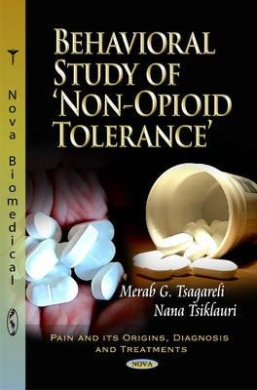 BEHAVIORAL
STUDY OF
'NON-OPIOID
TOLERANCE'
Nova Biomedical
Merab G. Tsagareli
Nana Tsiklauri
PAIN AND ITS ORIGINS, DIAGNOSIS
AND TREATMENTS
NOVA